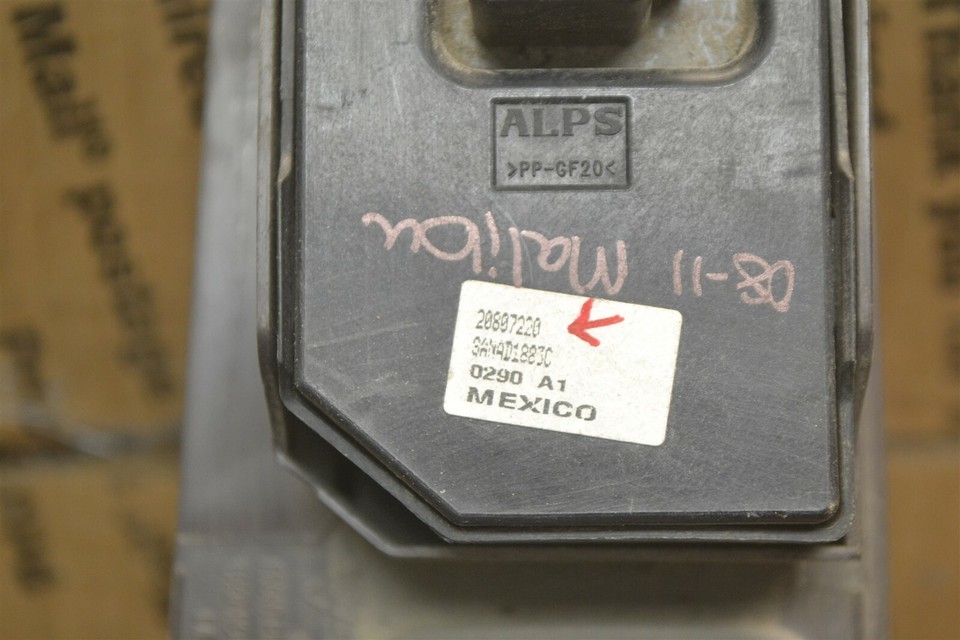 ALPS
>PP-GF20<
08-11 Malibu
20897220
SANAD1883C
0290 A1
MEXICO